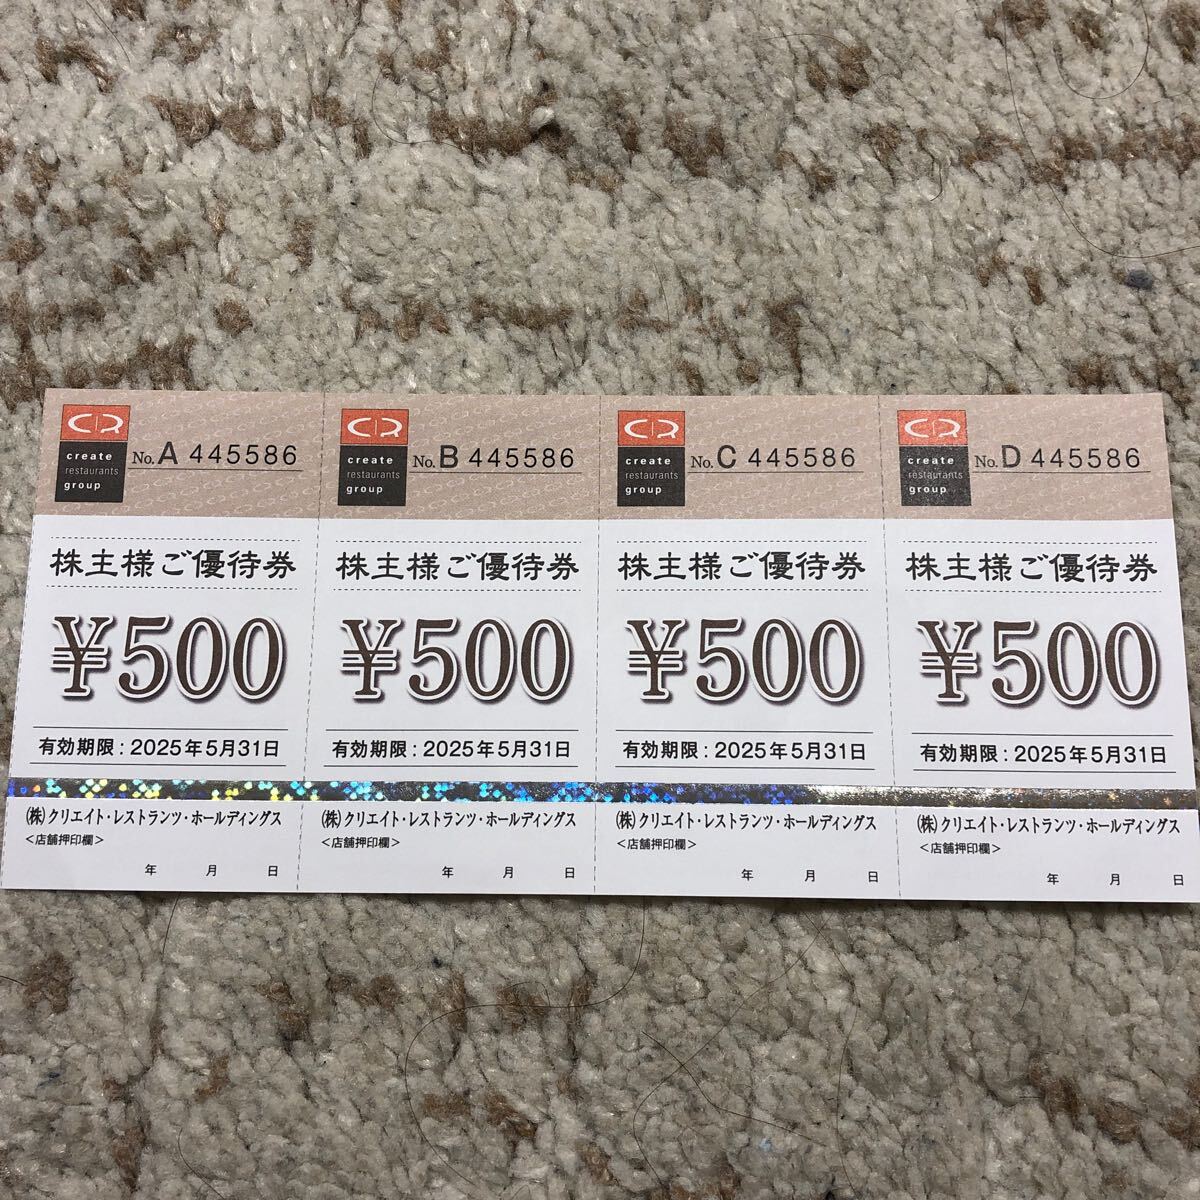 CR
create
restaurants
group
No. A 445586
株主様ご優待券
¥500
有効期限：2025年5月31日
㈱クリエイト・レストランツ・ホールディングス
＜店舗押印欄＞
年 月 日
CR
create
restaurants
group
No. B 445586
株主様ご優待券
¥500
有効期限：2025年5月31日
㈱クリエイト・レストランツ・ホールディングス
＜店舗押印欄＞
年 月 日
CR
create
restaurants
group
No. C 445586
株主様ご優待券
¥500
有効期限：2025年5月31日
㈱クリエイト・レストランツ・ホールディングス
＜店舗押印欄＞
年 月 日
CR
create
restaurants
group
No. D 445586
株主様ご優待券
¥500
有効期限：2025年5月31日
㈱クリエイト・レストランツ・ホールディングス
＜店舗押印欄＞
年 月 日